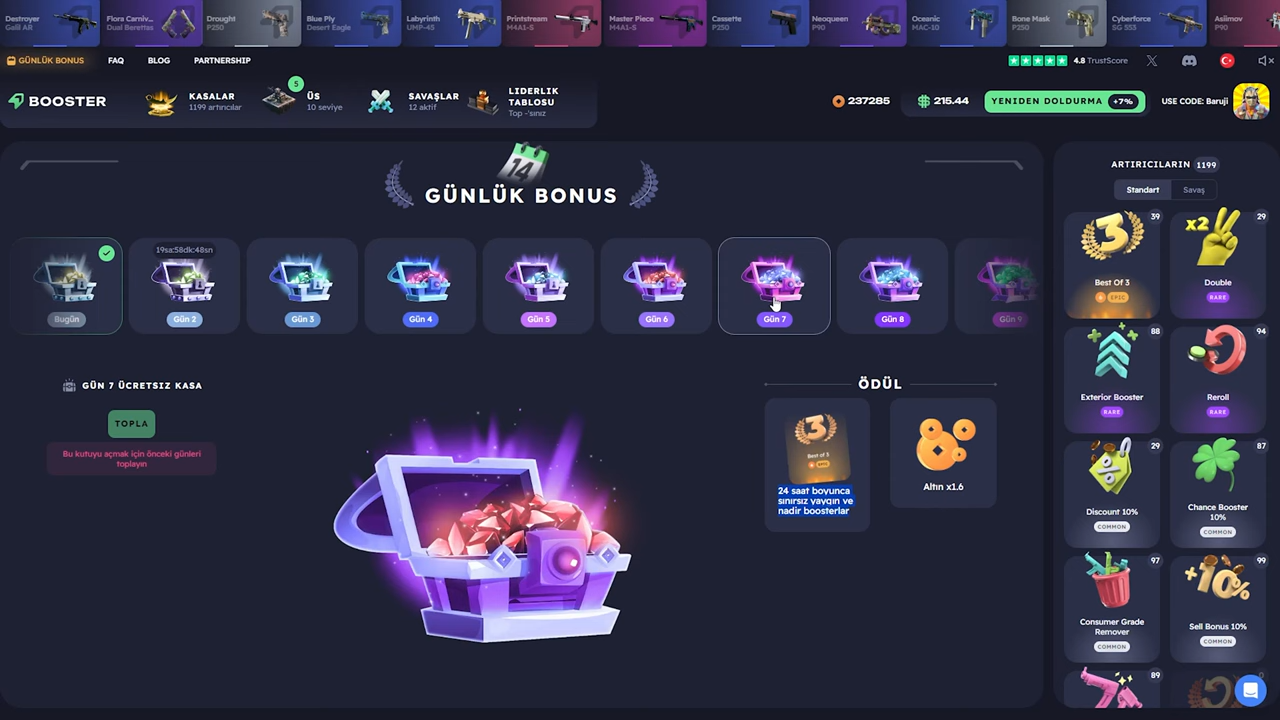 Destroyer
Galil AR
Flora Carniv...
Dual Berettas
Drought
P250
Blue Ply
Desert Eagle
Labyrinth
UMP-45
Printstream
M4A1-S
Master Piece
M4A1-S
Cassette
P250
Neoqueen
P90
Oceanic
MAC-10
Bone Mask
P250
Cyberforce
SG 553
Asiimov
P90
GÜNLÜK BONUS
FAQ
BLOG
PARTNERSHIP
4.8 TrustScore
BOOSTER
KASALAR
1199 artırıcılar
5
ÜS
10 seviye
SAVAŞLAR
12 aktif
LIDERLIK
TABLOSU
Top -'sınız
237285
215.44
YENİDEN DOLDURMA +7%
USE CODE: Baruji
14
GÜNLÜK BONUS
Bugün
19sa:58dk:48sn
Gün 2
Gün 3
Gün 4
Gün 5
Gün 6
Gün 7
Gün 8
Gün 9
GÜN 7 ÜCRETSIZ KASA
TOPLA
Bu kutuyu açmak için önceki günleri
toplayın
ÖDÜL
3
Best of 3
EPIC
24 saat boyunca
sınırsız yaygın ve
nadir boosterlar
Altın x1.6
ARTIRICILARIN 1199
Standart
Savaş
39
3
Best Of 3
EPIC
29
x2
Double
RARE
88
Exterior Booster
RARE
94
Reroll
RARE
29
%
Discount 10%
COMMON
87
Chance Booster
10%
COMMON
97
Consumer Grade
Remover
COMMON
99
+10%
Sell Bonus 10%
COMMON
89